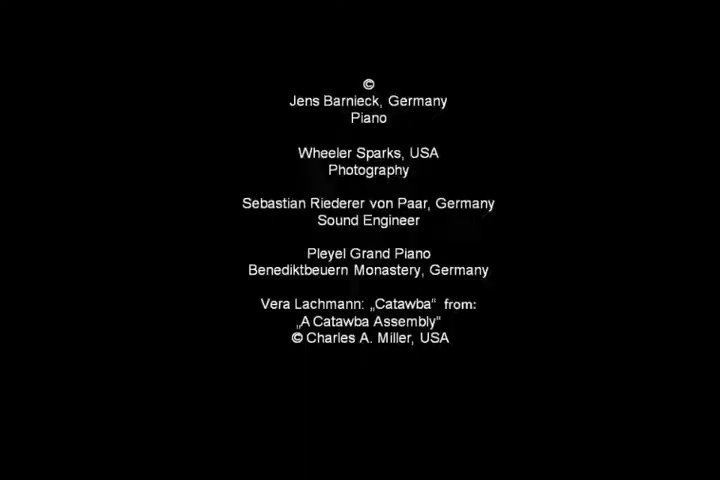 ©
Jens Barnieck, Germany
Piano
Wheeler Sparks, USA
Photography
Sebastian Riederer von Paar, Germany
Sound Engineer
Pleyel Grand Piano
Benediktbeuern Monastery, Germany
Vera Lachmann: „Catawba“ from:
„A Catawba Assembly“
© Charles A. Miller, USA